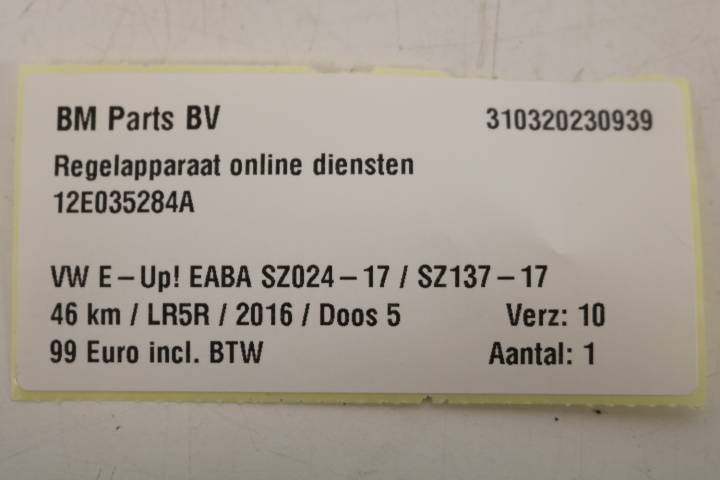 BM Parts BV 310320230939
Regelapparaat online diensten
12E035284A
VW E-Up! EABA SZ024-17 / SZ137-17
46 km / LR5R / 2016 / Doos 5 Verz: 10
99 Euro incl. BTW Aantal: 1